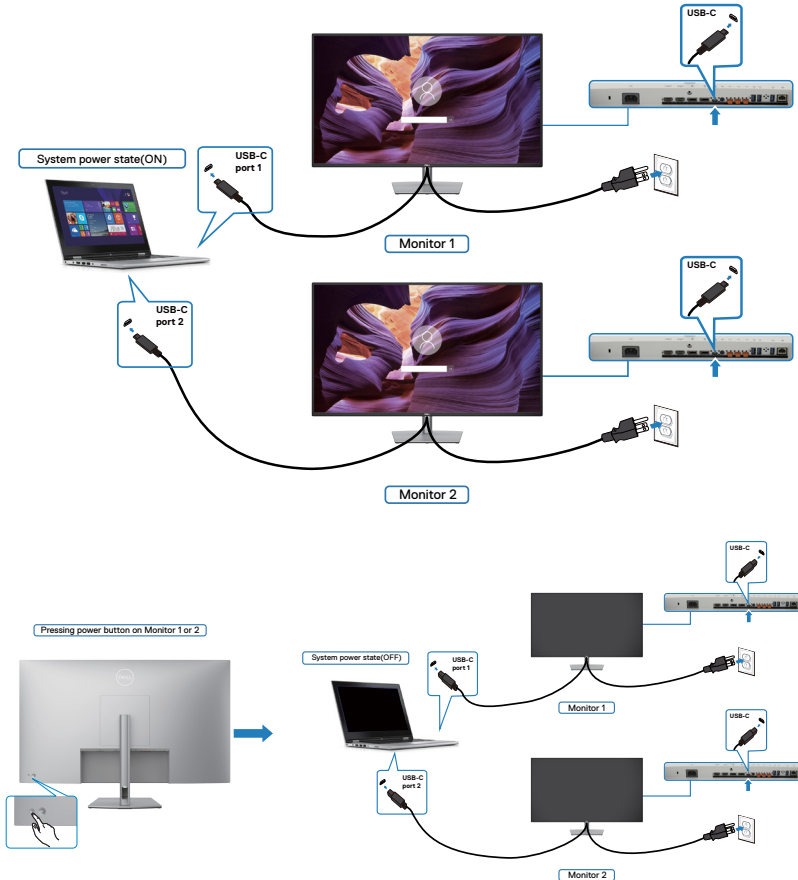 USB-C
System power state(ON)
USB-C
port 1
Monitor 1
USB-C
USB-C
port 2
Monitor 2
USB-C
Pressing power button on Monitor 1 or 2
DELL
System power state(OFF)
USB-C
port 1
Monitor 1
USB-C
USB-C
port 2
Monitor 2